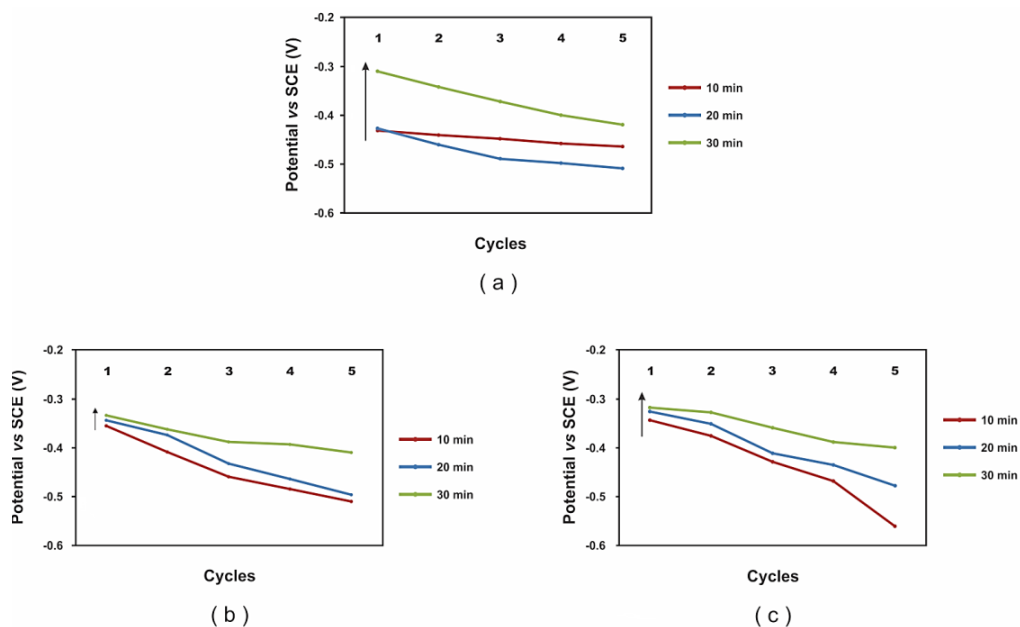 -0.2
1 2 3 4 5
-0.3
-0.4
-0.5
-0.6
Potential vs SCE (V)
Cycles
10 min
20 min
30 min
( a )
-0.2
1 2 3 4 5
-0.3
-0.4
-0.5
-0.6
Potential vs SCE (V)
Cycles
10 min
20 min
30 min
( b )
-0.2
1 2 3 4 5
-0.3
-0.4
-0.5
-0.6
Potential vs SCE (V)
Cycles
10 min
20 min
30 min
( c )